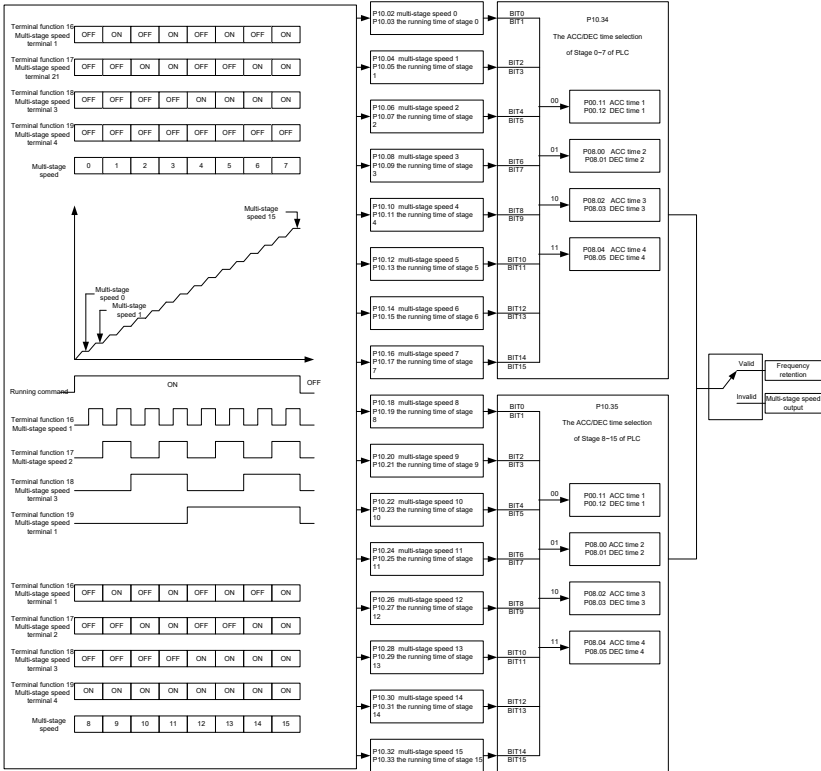 Terminal function 16
Multi-stage speed
terminal 1
OFF ON OFF ON OFF ON OFF ON
Terminal function 17
Multi-stage speed
terminal 21
OFF OFF ON ON OFF OFF ON ON
Terminal function 18
Multi-stage speed
terminal 3
OFF OFF OFF OFF ON ON ON ON
Terminal function 19
Multi-stage speed
terminal 4
OFF OFF OFF OFF OFF OFF OFF OFF
Multi-stage
speed
0 1 2 3 4 5 6 7
Multi-stage
speed 15
Multi-stage
speed 0
Multi-stage
speed 1
Running command
ON
OFF
Terminal function 16
Multi-stage speed 1
Terminal function 17
Multi-stage speed 2
Terminal function 18
Multi-stage speed
terminal 3
Terminal function 19
Multi-stage speed
terminal 1
Terminal function 16
Multi-stage speed
terminal 1
OFF ON OFF ON OFF ON OFF ON
Terminal function 17
Multi-stage speed
terminal 2
OFF OFF ON ON OFF OFF ON ON
Terminal function 18
Multi-stage speed
terminal 3
OFF OFF OFF OFF ON ON ON ON
Terminal function 19
Multi-stage speed
terminal 4
ON ON ON ON ON ON ON ON
Multi-stage
speed
8 9 10 11 12 13 14 15
P10.02 multi-stage speed 0
P10.03 the running time of stage 0
P10.04 multi-stage speed 1
P10.05 the running time of stage
1
P10.06 multi-stage speed 2
P10.07 the running time of stage
2
P10.08 multi-stage speed 3
P10.09 the running time of stage
3
P10.10 multi-stage speed 4
P10.11 the running time of stage
4
P10.12 multi-stage speed 5
P10.13 the running time of stage 5
P10.14 multi-stage speed 6
P10.15 the running time of stage 6
P10.16 multi-stage speed 7
P10.17 the running time of stage
7
P10.18 multi-stage speed 8
P10.19 the running time of stage
8
P10.20 multi-stage speed 9
P10.21 the running time of stage 9
P10.22 multi-stage speed 10
P10.23 the running time of stage
10
P10.24 multi-stage speed 11
P10.25 the running time of stage
11
P10.26 multi-stage speed 12
P10.27 the running time of stage
12
P10.28 multi-stage speed 13
P10.29 the running time of stage
13
P10.30 multi-stage speed 14
P10.31 the running time of stage
14
P10.32 multi-stage speed 15
P10.33 the running time of stage 15
BIT0
BIT1
BIT2
BIT3
BIT4
BIT5
BIT6
BIT7
BIT8
BIT9
BIT10
BIT11
BIT12
BIT13
BIT14
BIT15
P10.34
The ACC/DEC time selection
of Stage 0~7 of PLC
00
P00.11 ACC time 1
P00.12 DEC time 1
01
P08.00 ACC time 2
P08.01 DEC time 2
10
P08.02 ACC time 3
P08.03 DEC time 3
11
P08.04 ACC time 4
P08.05 DEC time 4
BIT0
BIT1
BIT2
BIT3
BIT4
BIT5
BIT6
BIT7
BIT8
BIT9
BIT10
BIT11
BIT12
BIT13
BIT14
BIT15
P10.35
The ACC/DEC time selection
of Stage 8~15 of PLC
00
P00.11 ACC time 1
P00.12 DEC time 1
01
P08.00 ACC time 2
P08.01 DEC time 2
10
P08.02 ACC time 3
P08.03 DEC time 3
11
P08.04 ACC time 4
P08.05 DEC time 4
Valid
Frequency
retention
Invalid
Multi-stage speed
output